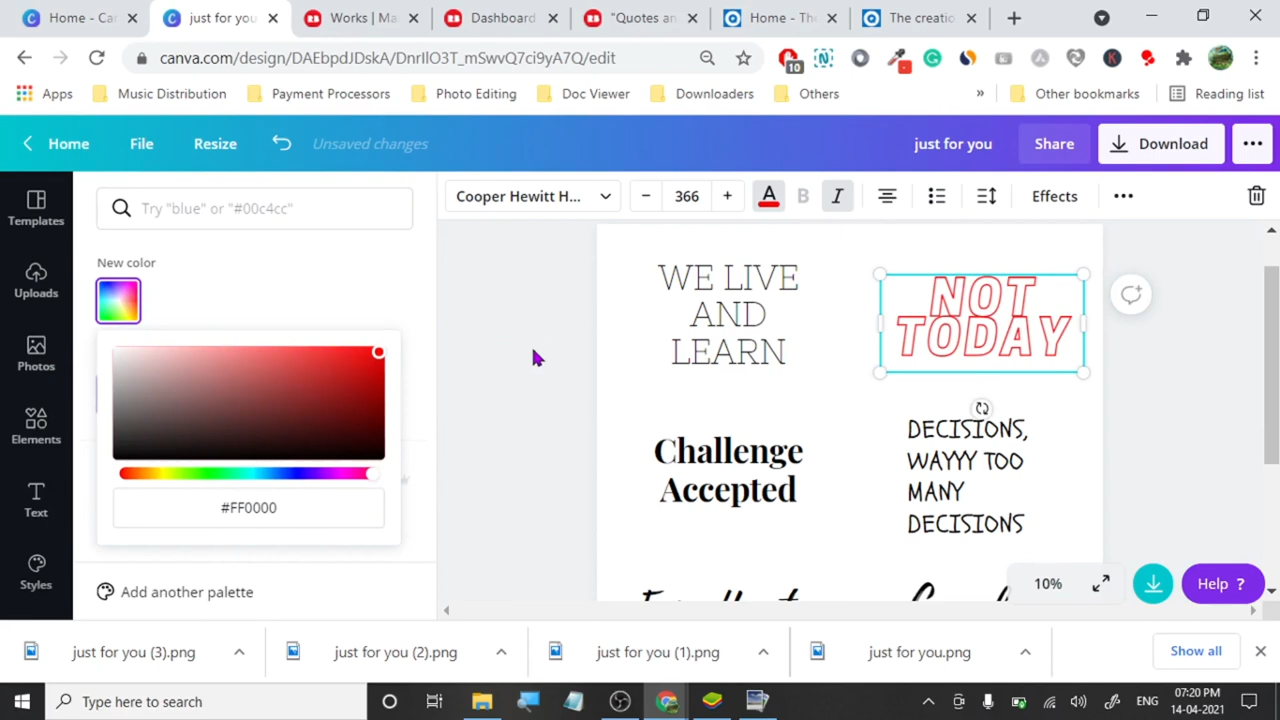 Home - Ca
just for you
Works | Ma
Dashboard
"Quotes an
Home - The
The creatio
canva.com/design/DAEbpdJDskA/DnrIlO3T_mSwvQ7ci9yA7Q/edit
10
Apps
Music Distribution
Payment Processors
Photo Editing
Doc Viewer
Downloaders
Others
»
Other bookmarks
Reading list
Home
File
Resize
Unsaved changes
just for you
Share
Download
Templates
Uploads
Photos
Elements
Text
Styles
Try "blue" or "#00c4cc"
New color
#FF0000
Add another palette
Cooper Hewitt H...
366
A
B
I
Effects
WE LIVE
AND
LEARN
NOT
TODAY
Challenge
Accepted
DECISIONS,
WAYYY TOO
MANY
DECISIONS
10%
Help ?
just for you (3).png
just for you (2).png
just for you (1).png
just for you.png
Show all
Type here to search
ENG
07:20 PM
14-04-2021